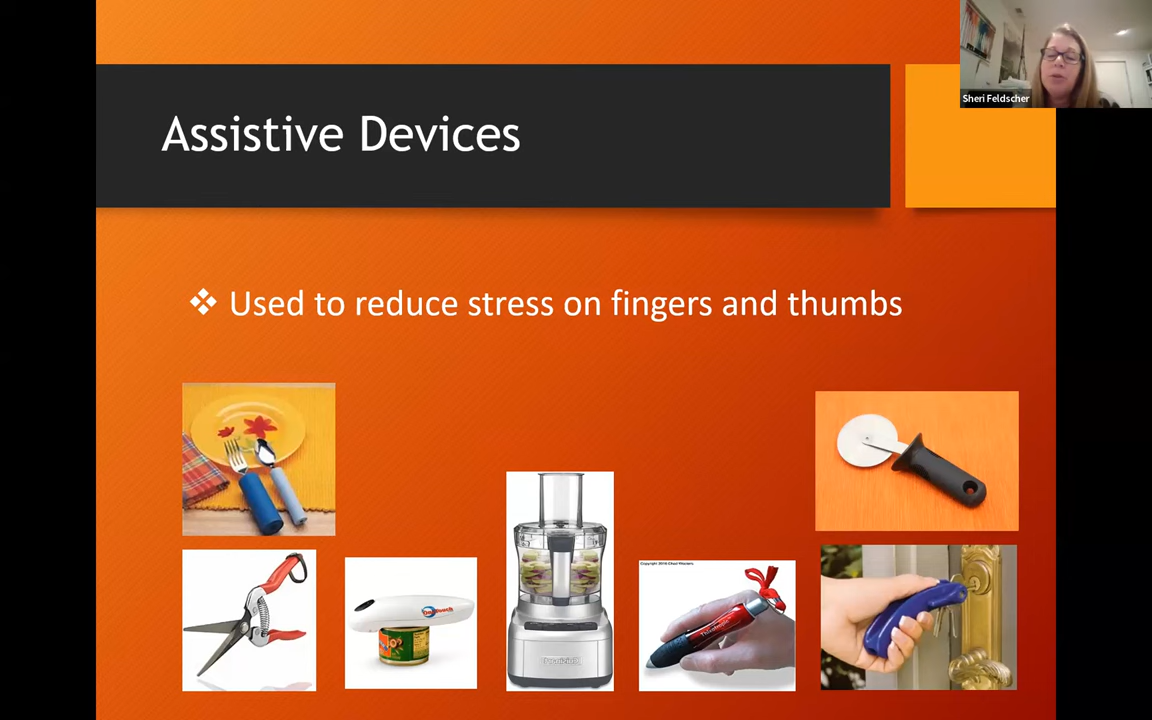 Sheri Feldscher
Assistive Devices
❖ Used to reduce stress on fingers and thumbs